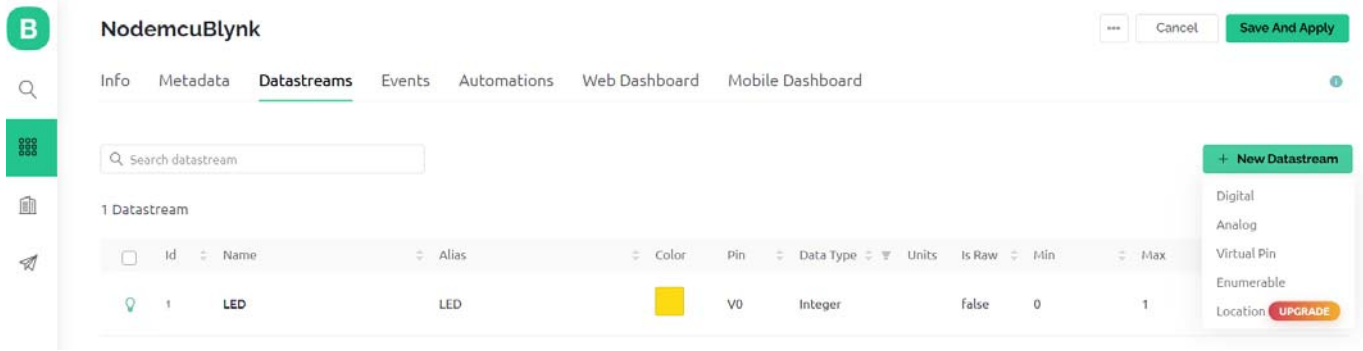 B
NodemcuBlynk
Cancel
Save And Apply
Info Metadata Datastreams Events Automations Web Dashboard Mobile Dashboard
Search datastream
+ New Datastream
Digital
Analog
Virtual Pin
Enumerable
Location UPGRADE
1 Datastream
Id Name Alias Color Pin Data Type Units Is Raw Min Max
1 LED LED V0 Integer false 0 1